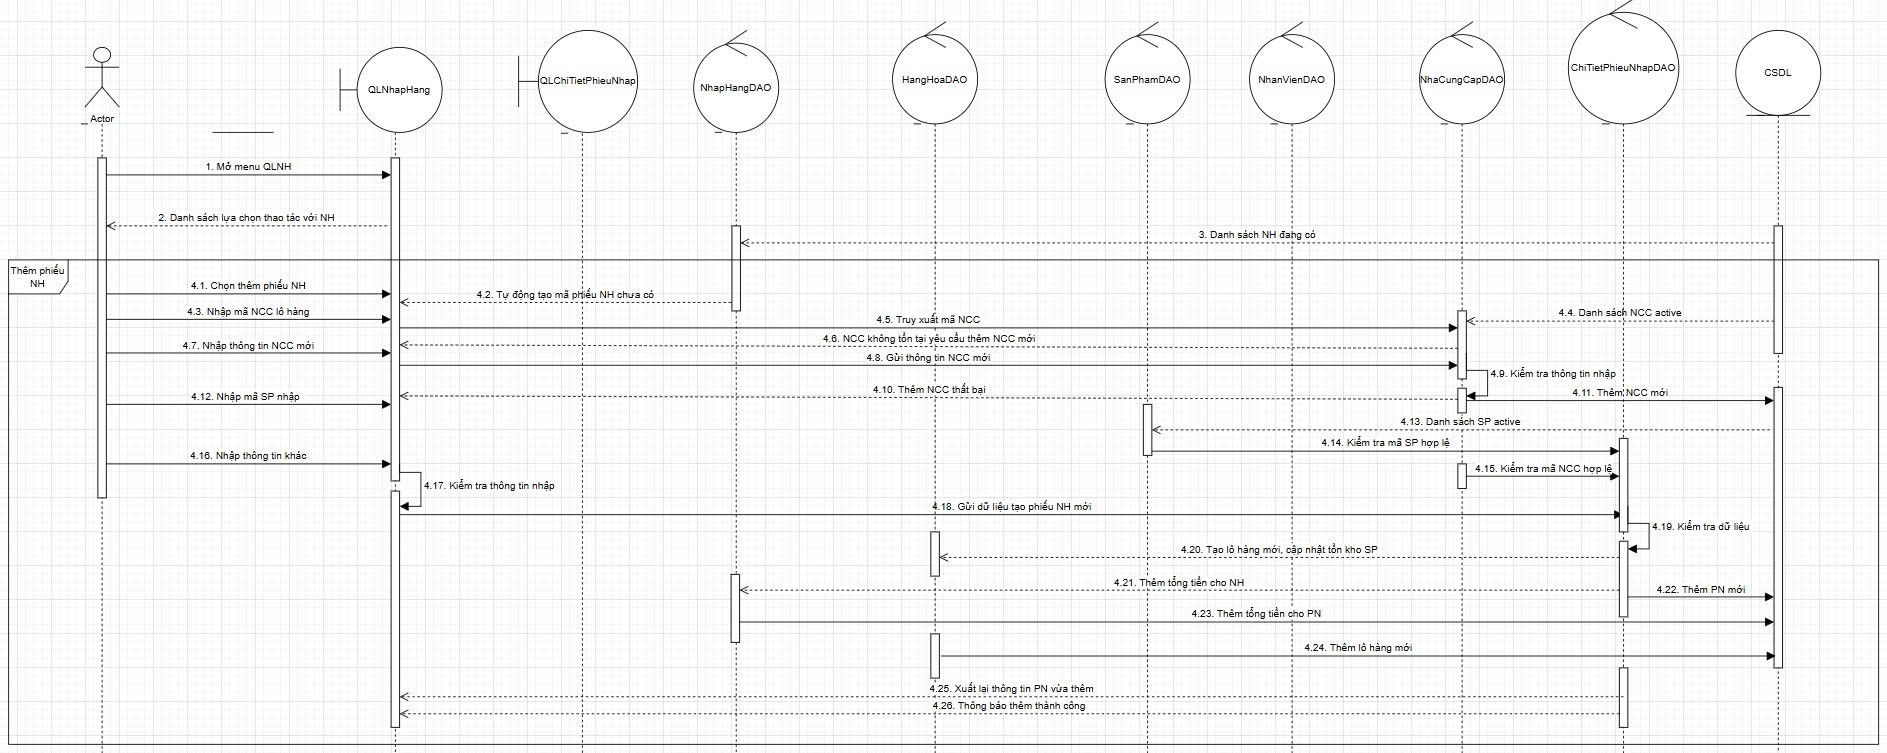 _ Actor
QLNhapHang
QLChiTietPhieuNhap
NhapHangDAO
HangHoaDAO
SanPhamDAO
NhanVienDAO
NhaCungCapDAO
ChiTietPhieuNhapDAO
CSDL
1. Mở menu QLNH
2. Danh sách lựa chọn thao tác với NH
3. Danh sách NH đang có
Thêm phiếu
NH
4.1. Chọn thêm phiếu NH
4.2. Tự động tạo mã phiếu NH chưa có
4.3. Nhập mã NCC lô hàng
4.4. Danh sách NCC active
4.5. Truy xuất mã NCC
4.6. NCC không tồn tại yêu cầu thêm NCC mới
4.7. Nhập thông tin NCC mới
4.8. Gửi thông tin NCC mới
4.9. Kiểm tra thông tin nhập
4.10. Thêm NCC thất bại
4.11. Thêm NCC mới
4.12. Nhập mã SP nhập
4.13. Danh sách SP active
4.14. Kiểm tra mã SP hợp lệ
4.15. Kiểm tra mã NCC hợp lệ
4.16. Nhập thông tin khác
4.17. Kiểm tra thông tin nhập
4.18. Gửi dữ liệu tạo phiếu NH mới
4.19. Kiểm tra dữ liệu
4.20. Tạo lô hàng mới, cập nhật tồn kho SP
4.21. Thêm tổng tiền cho NH
4.22. Thêm PN mới
4.23. Thêm tổng tiền cho PN
4.24. Thêm lô hàng mới
4.25. Xuất lại thông tin PN vừa thêm
4.26. Thông báo thêm thành công